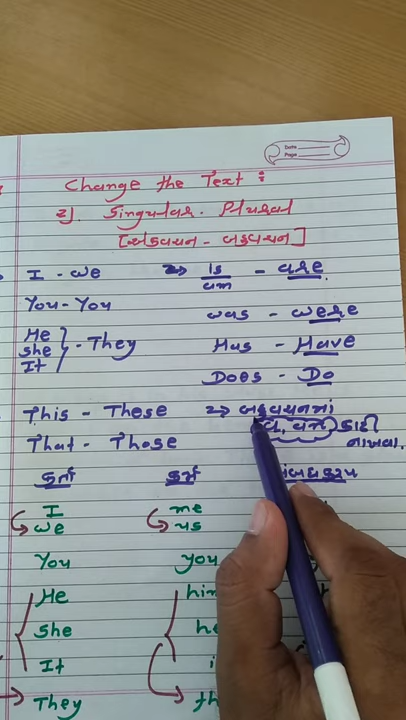 Date
Page
Change the Text :
2). Singular. Plural
[એકવચન - બહુવચન]
I - we ⇒ is/am - are
You - You
was - were
He
She
It
} - They
Has - Have
Does - Do
This - These ⇒ બહુવચનમાં
That - Those કાઢી
નાખવા.
કર્તા કર્મ
I me
we us
You you
He
She
It
They